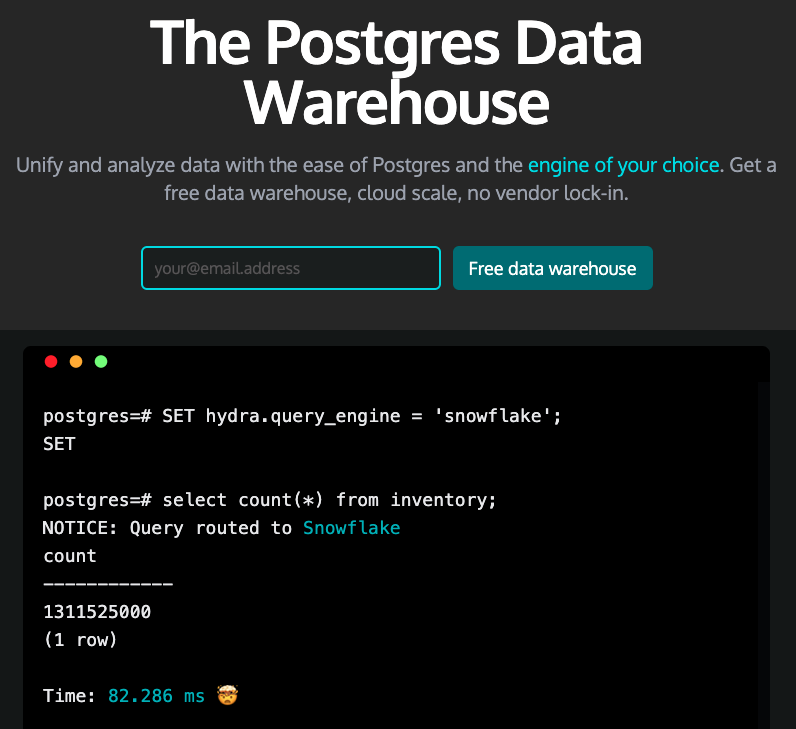 The Postgres Data
Warehouse
Unify and analyze data with the ease of Postgres and the engine of your choice. Get a
free data warehouse, cloud scale, no vendor lock-in.
your@email.address
Free data warehouse
postgres=# SET hydra.query_engine = 'snowflake';
SET
postgres=# select count(*) from inventory;
NOTICE: Query routed to Snowflake
count
------------
1311525000
(1 row)
Time: 82.286 ms 🤯